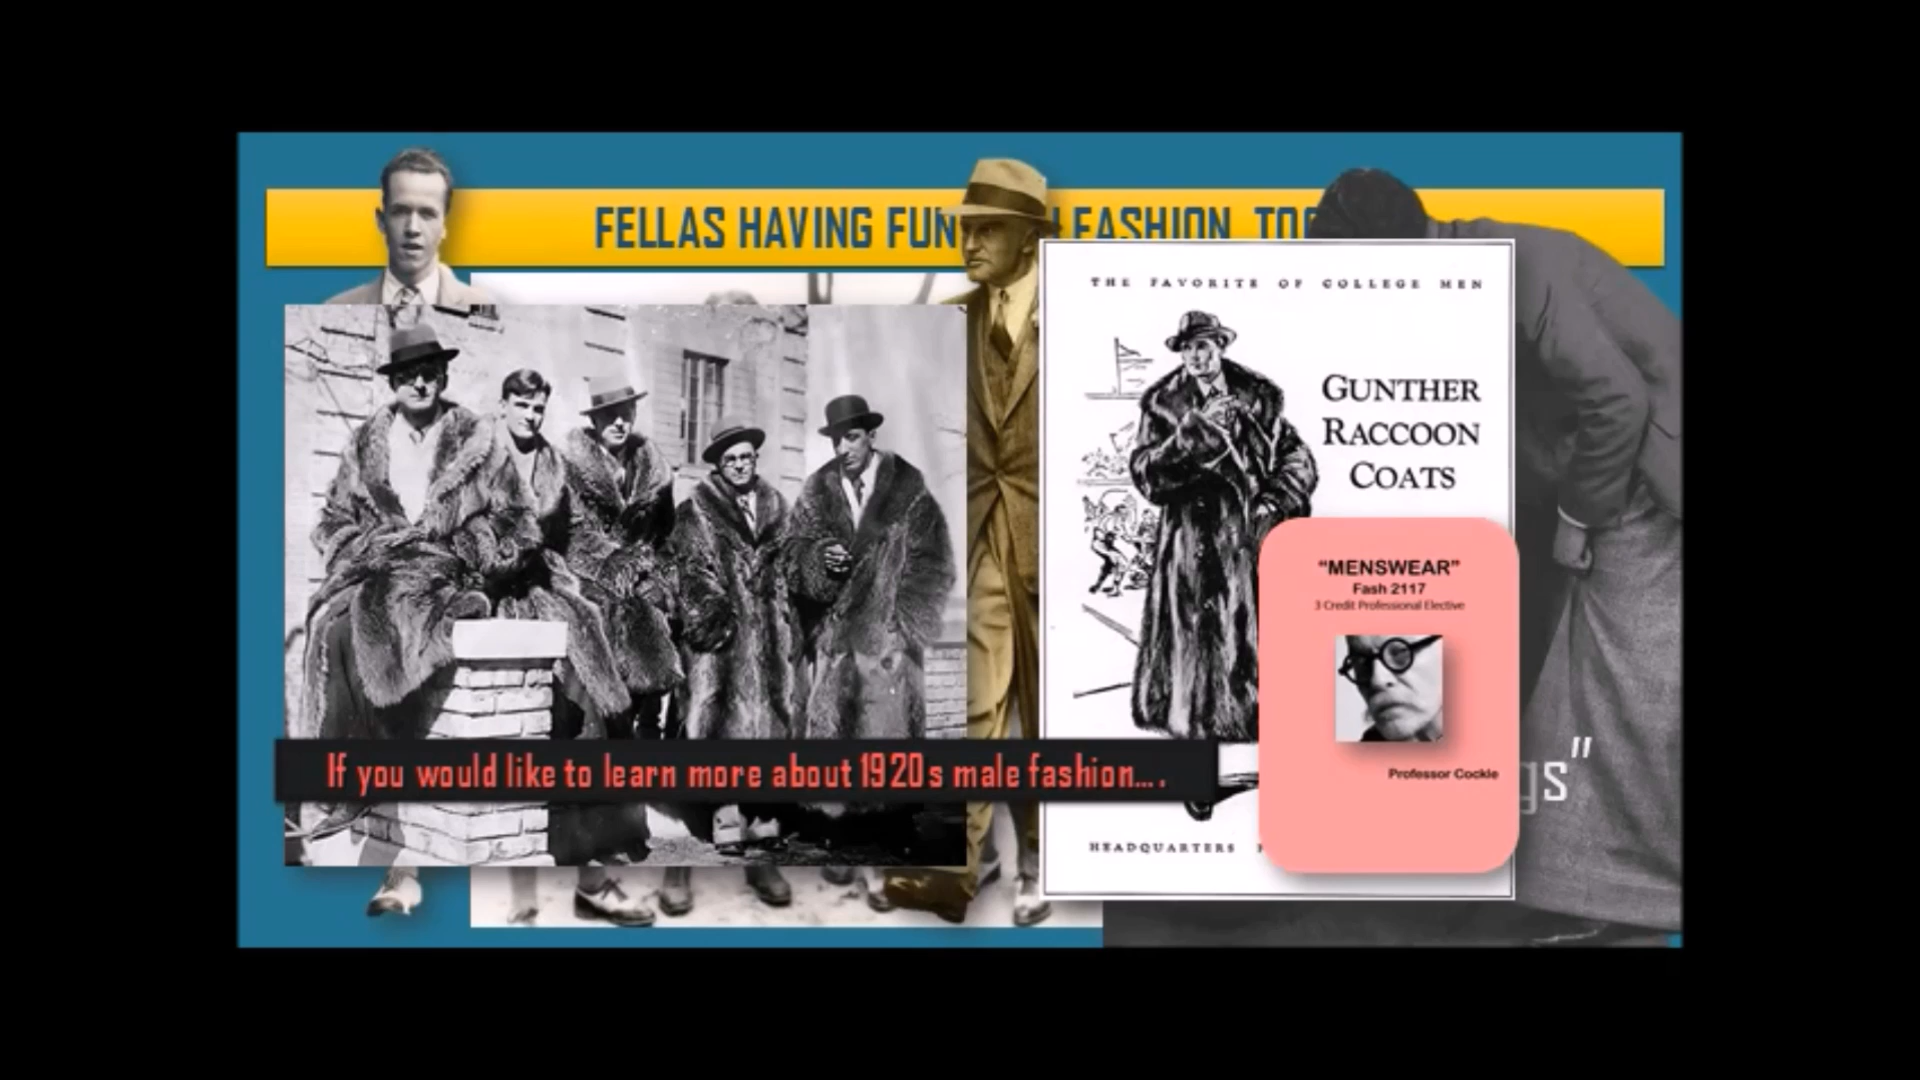 FELLAS HAVING FUN FASHION, TOO
THE FAVORITE OF COLLEGE MEN
GUNTHER
RACCOON
COATS
“MENSWEAR”
Fash 2117
3 Credit Professional Elective
Professor Cockle
If you would like to learn more about 1920s male fashion....
gs"
HEADQUARTERS